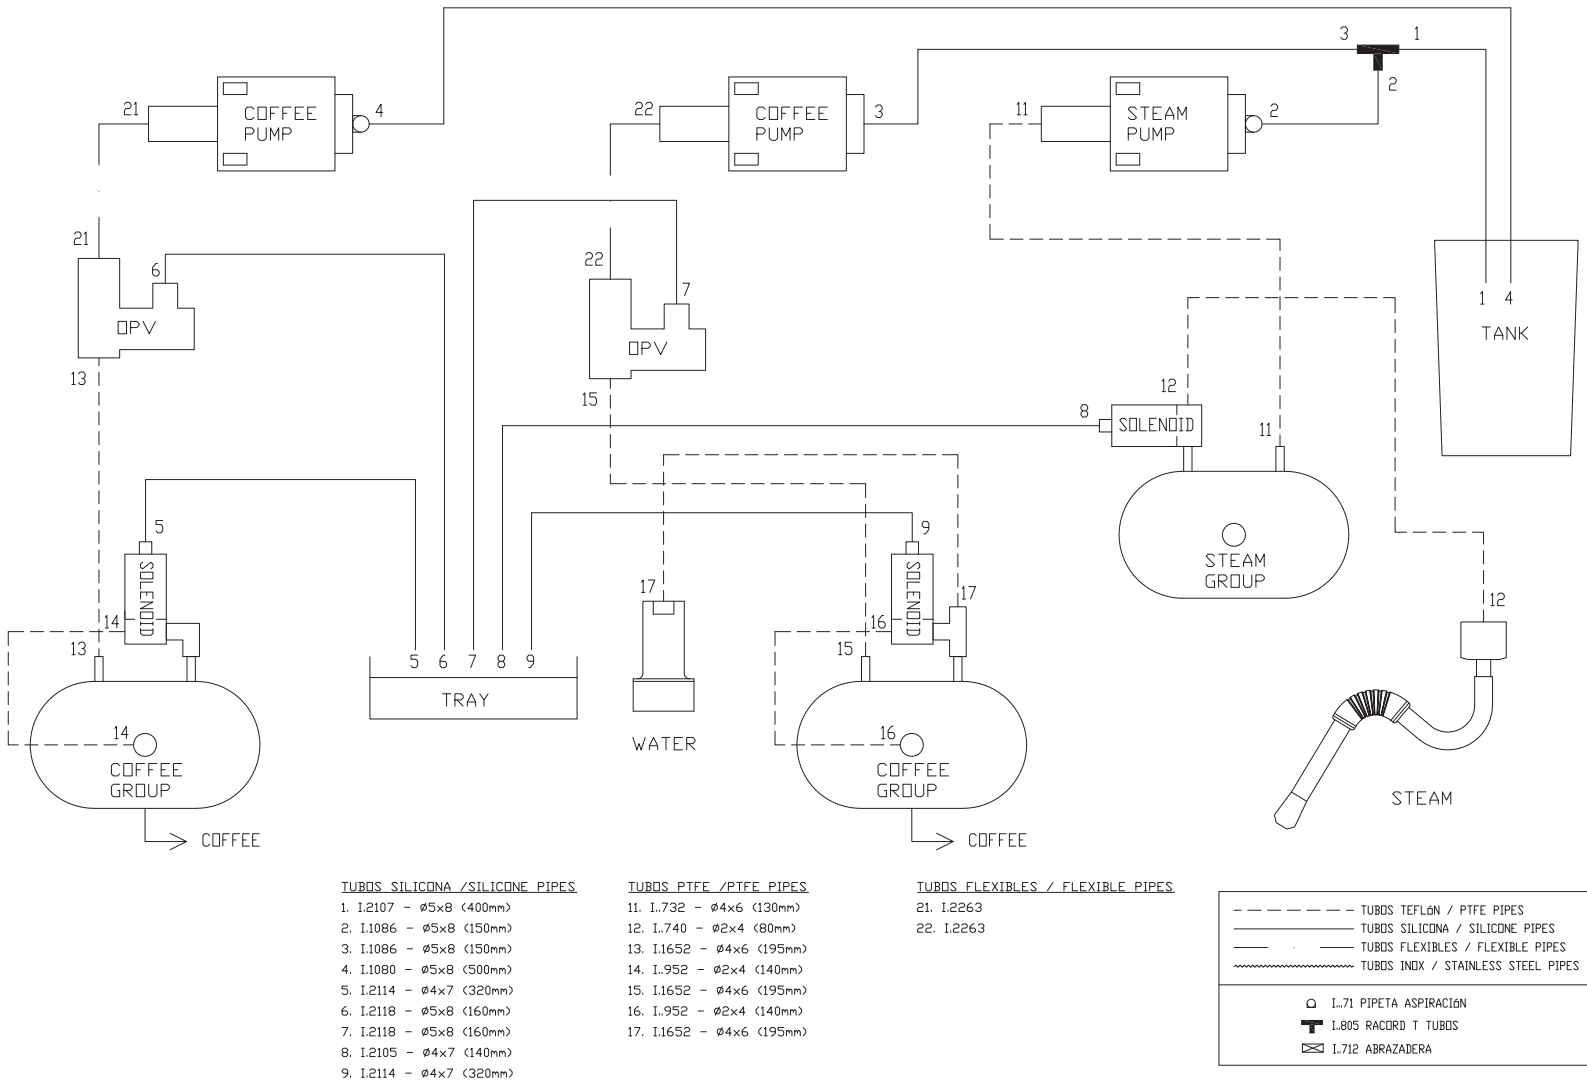 3 1
2
21 COFFEE PUMP 4
22 COFFEE PUMP 3
11 STEAM PUMP 2
21 6
OPV
13
22 7
OPV
15
1 4
TANK
12
8 SOLENOID 11
STEAM
GROUP
5
SOLENOID
14
13
14
COFFEE
GROUP
COFFEE
5 6 7 8 9
TRAY
17
WATER
9
SOLENOID
17
16
15
16
COFFEE
GROUP
COFFEE
12
STEAM
TUBOS SILICONA /SILICONE PIPES
1. I.2107 - Ø5x8 (400mm)
2. I.1086 - Ø5x8 (150mm)
3. I.1086 - Ø5x8 (150mm)
4. I.1080 - Ø5x8 (500mm)
5. I.2114 - Ø4x7 (320mm)
6. I.2118 - Ø5x8 (160mm)
7. I.2118 - Ø5x8 (160mm)
8. I.2105 - Ø4x7 (140mm)
9. I.2114 - Ø4x7 (320mm)
TUBOS PTFE /PTFE PIPES
11. I..732 - Ø4x6 (130mm)
12. I..740 - Ø2x4 (80mm)
13. I.1652 - Ø4x6 (195mm)
14. I..952 - Ø2x4 (140mm)
15. I.1652 - Ø4x6 (195mm)
16. I..952 - Ø2x4 (140mm)
17. I.1652 - Ø4x6 (195mm)
TUBOS FLEXIBLES / FLEXIBLE PIPES
21. I.2263
22. I.2263
TUBOS TEFLóN / PTFE PIPES
TUBOS SILICONA / SILICONE PIPES
TUBOS FLEXIBLES / FLEXIBLE PIPES
TUBOS INOX / STAINLESS STEEL PIPES
I...71 PIPETA ASPIRACIóN
I..805 RACORD T TUBOS
I..712 ABRAZADERA